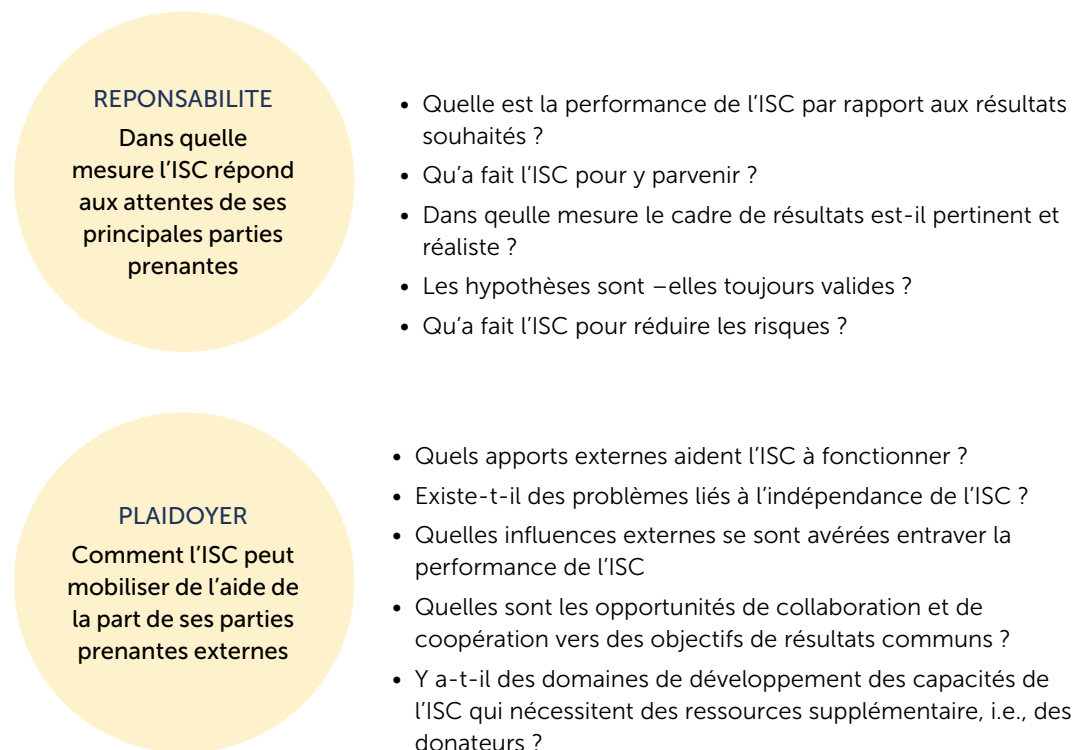 REPONSABILITE
Dans quelle
mesure l’ISC répond
aux attentes de ses
principales parties
prenantes
• Quelle est la performance de l’ISC par rapport aux résultats
souhaités ?
• Qu’a fait l’ISC pour y parvenir ?
• Dans qeulle mesure le cadre de résultats est-il pertinent et
réaliste ?
• Les hypothèses sont –elles toujours valides ?
• Qu’a fait l’ISC pour réduire les risques ?
PLAIDOYER
Comment l’ISC peut
mobiliser de l’aide de
la part de ses parties
prenantes externes
• Quels apports externes aident l’ISC à fonctionner ?
• Existe-t-il des problèmes liés à l’indépendance de l’ISC ?
• Quelles influences externes se sont avérées entraver la
performance de l’ISC
• Quelles sont les opportunités de collaboration et de
coopération vers des objectifs de résultats communs ?
• Y a-t-il des domaines de développement des capacités de
l’ISC qui nécessitent des ressources supplémentaire, i.e., des
donateurs ?